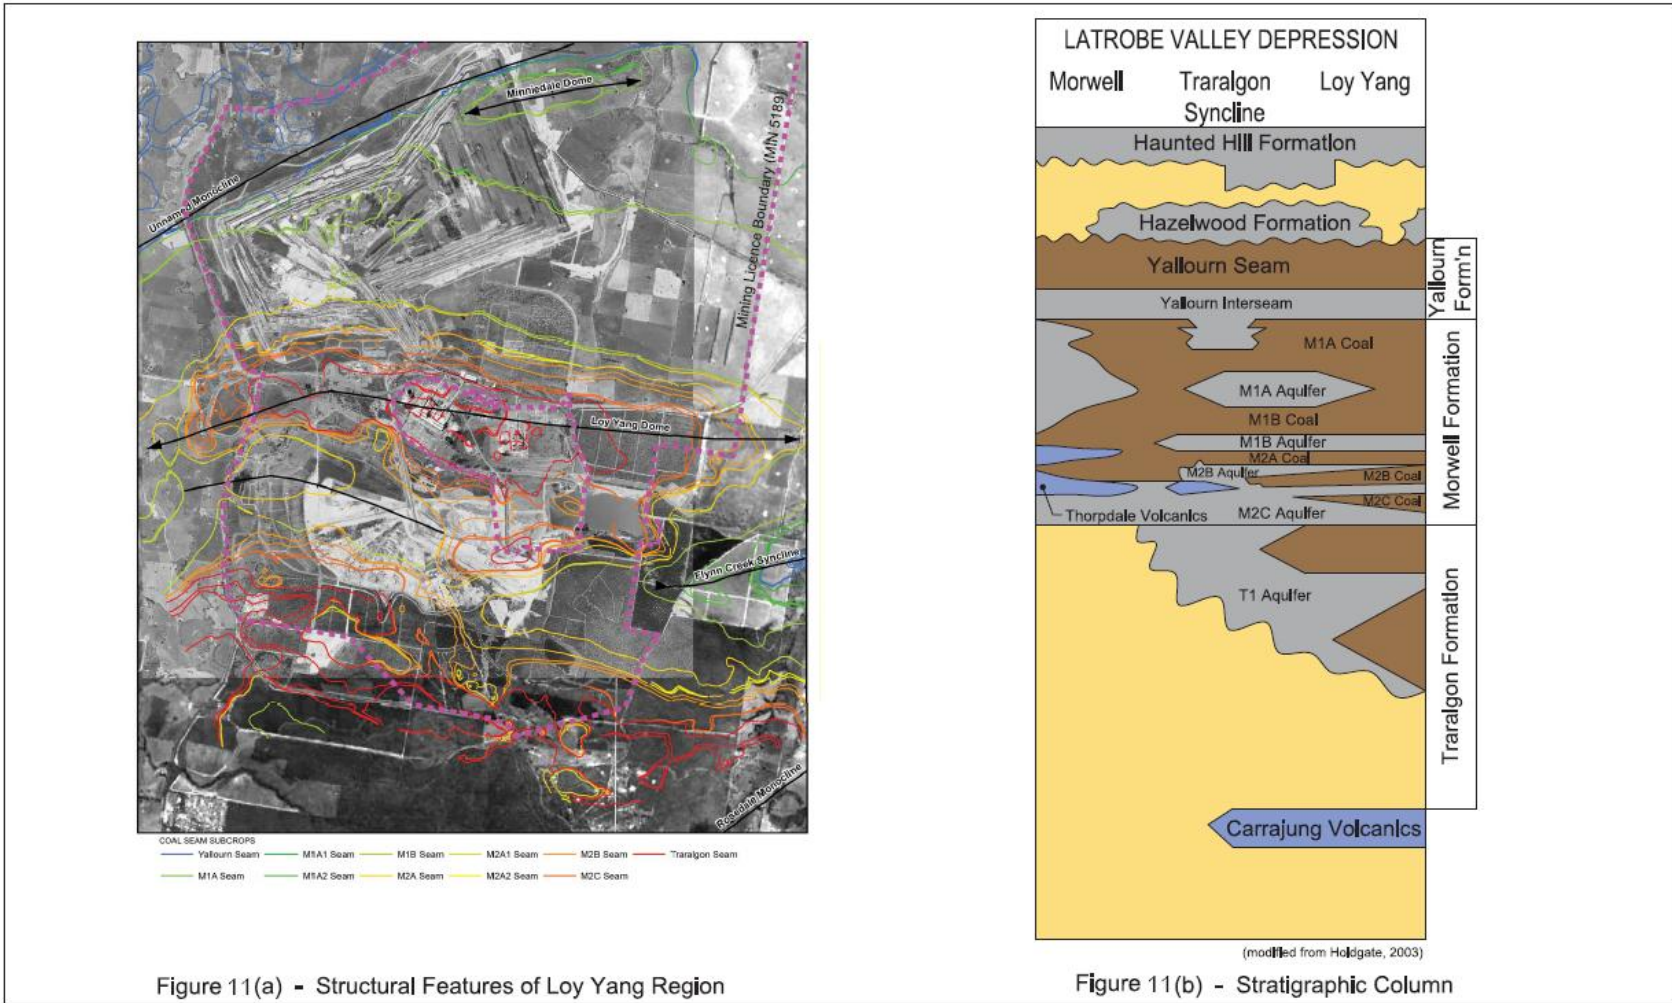 Minniedale Dome
Unnamed Monocline
Mining Licence Boundary (MIN 5189)
Loy Yang Dome
Flynn Creek Syncline
Rosedale Monocline
COAL SEAM SUBCROPS
Yallourn Seam
M1A1 Seam
M1B Seam
M2A1 Seam
M2B Seam
Traralgon Seam
M1A Seam
M1A2 Seam
M2A Seam
M2A2 Seam
M2C Seam
Figure 11(a) - Structural Features of Loy Yang Region
LATROBE VALLEY DEPRESSION
Morwell
Traralgon
Syncline
Loy Yang
Haunted Hill Formation
Hazelwood Formation
Yallourn Seam
Yallourn Interseam
Yallourn
Form'n
M1A Coal
M1A Aquifer
M1B Coal
M1B Aquifer
M2A Coal
M2B Aquifer
M2B Coal
M2C Coal
Thorpdale Volcanics
M2C Aquifer
Morwell Formation
T1 Aquifer
Traralgon Formation
Carrajung Volcanics
(modified from Holdgate, 2003)
Figure 11(b) - Stratigraphic Column